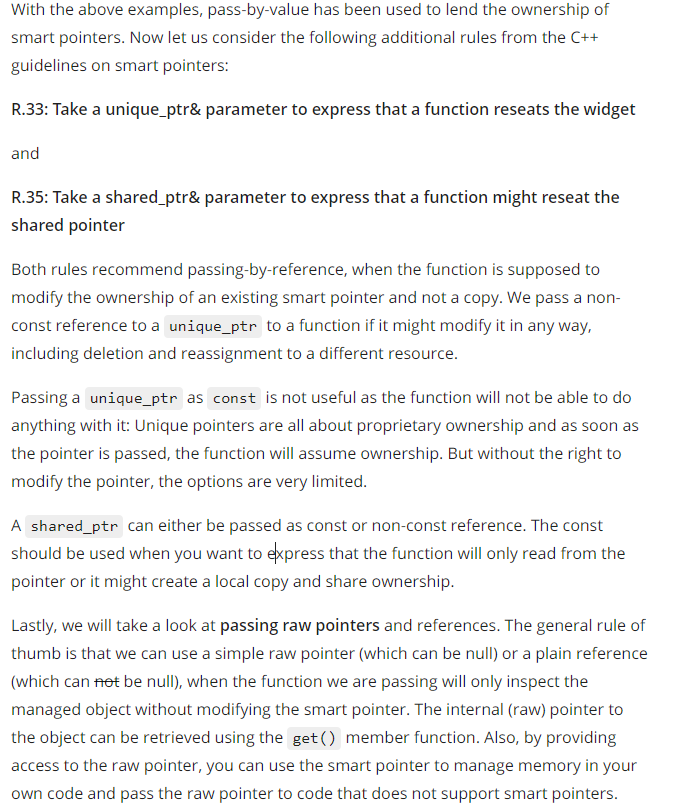 With the above examples, pass-by-value has been used to lend the ownership of
smart pointers. Now let us consider the following additional rules from the C++
guidelines on smart pointers:
R.33: Take a unique_ptr& parameter to express that a function reseats the widget
and
R.35: Take a shared_ptr& parameter to express that a function might reseat the
shared pointer
Both rules recommend passing-by-reference, when the function is supposed to
modify the ownership of an existing smart pointer and not a copy. We pass a non-
const reference to a unique_ptr to a function if it might modify it in any way,
including deletion and reassignment to a different resource.
Passing a unique_ptr as const is not useful as the function will not be able to do
anything with it: Unique pointers are all about proprietary ownership and as soon as
the pointer is passed, the function will assume ownership. But without the right to
modify the pointer, the options are very limited.
A shared_ptr can either be passed as const or non-const reference. The const
should be used when you want to express that the function will only read from the
pointer or it might create a local copy and share ownership.
Lastly, we will take a look at passing raw pointers and references. The general rule of
thumb is that we can use a simple raw pointer (which can be null) or a plain reference
(which can not be null), when the function we are passing will only inspect the
managed object without modifying the smart pointer. The internal (raw) pointer to
the object can be retrieved using the get() member function. Also, by providing
access to the raw pointer, you can use the smart pointer to manage memory in your
own code and pass the raw pointer to code that does not support smart pointers.